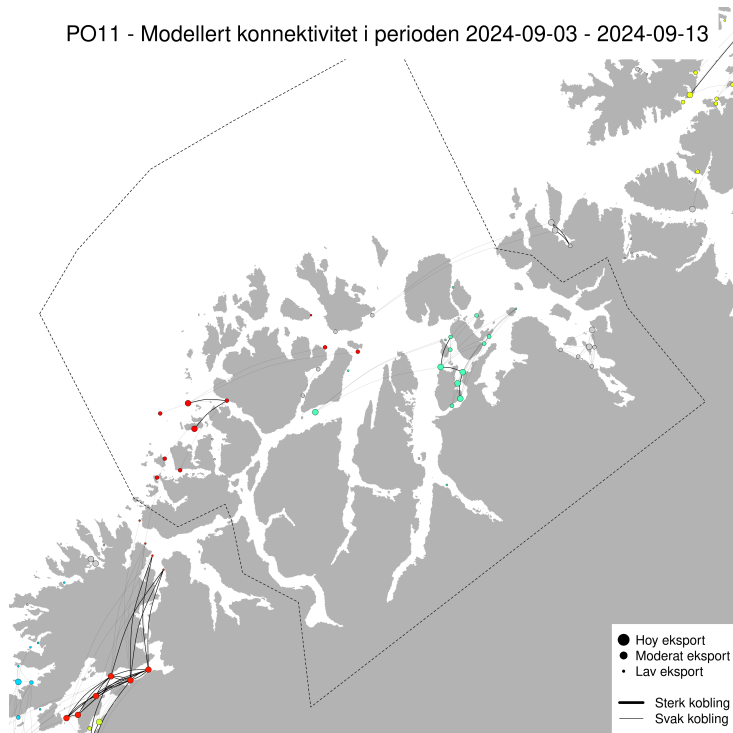 PO11 - Modellert konnektivitet i perioden 2024-09-03 - 2024-09-13
Hoy eksport
Moderat eksport
Lav eksport
Sterk kobling
Svak kobling